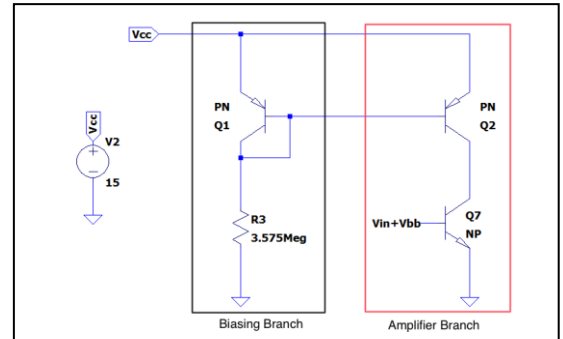 Vcc
PN
Q1
PN
Q2
Vcc
V2
15
R3
3.575Meg
Vin+Vbb
Q7
NP
Biasing Branch
Amplifier Branch